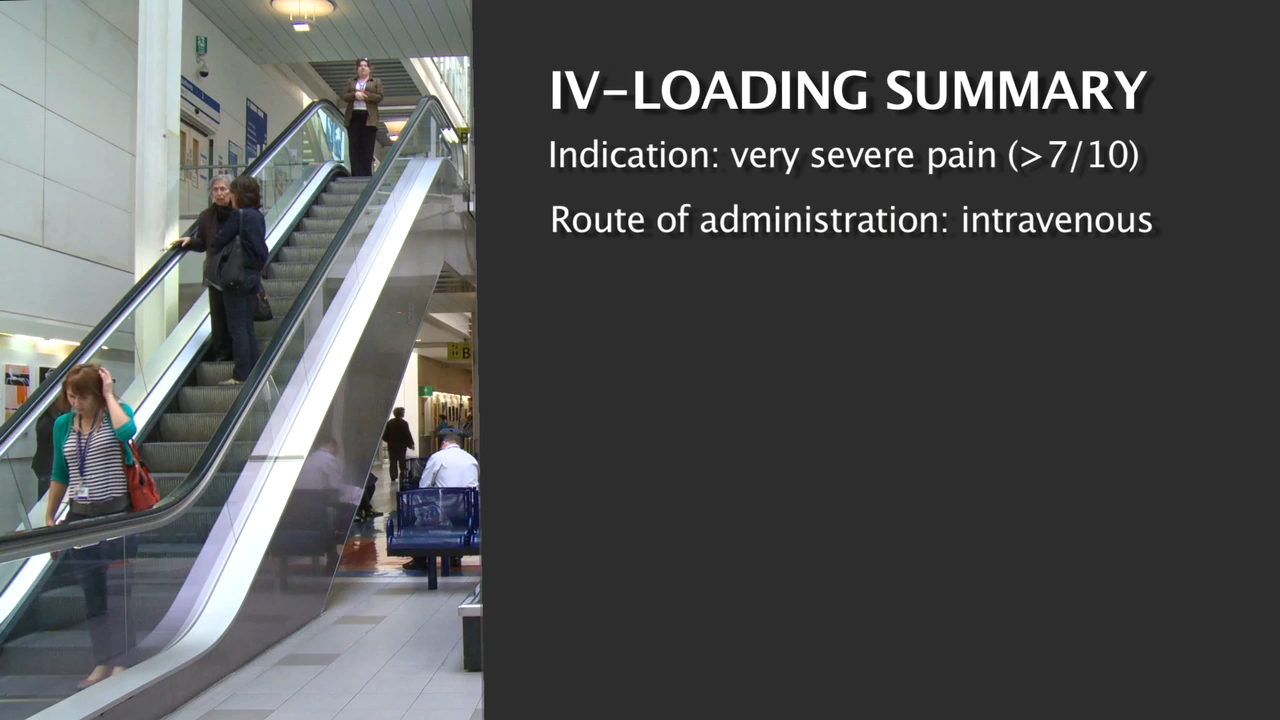 IV-LOADING SUMMARY
Indication: very severe pain (>7/10)
Route of administration: intravenous
B